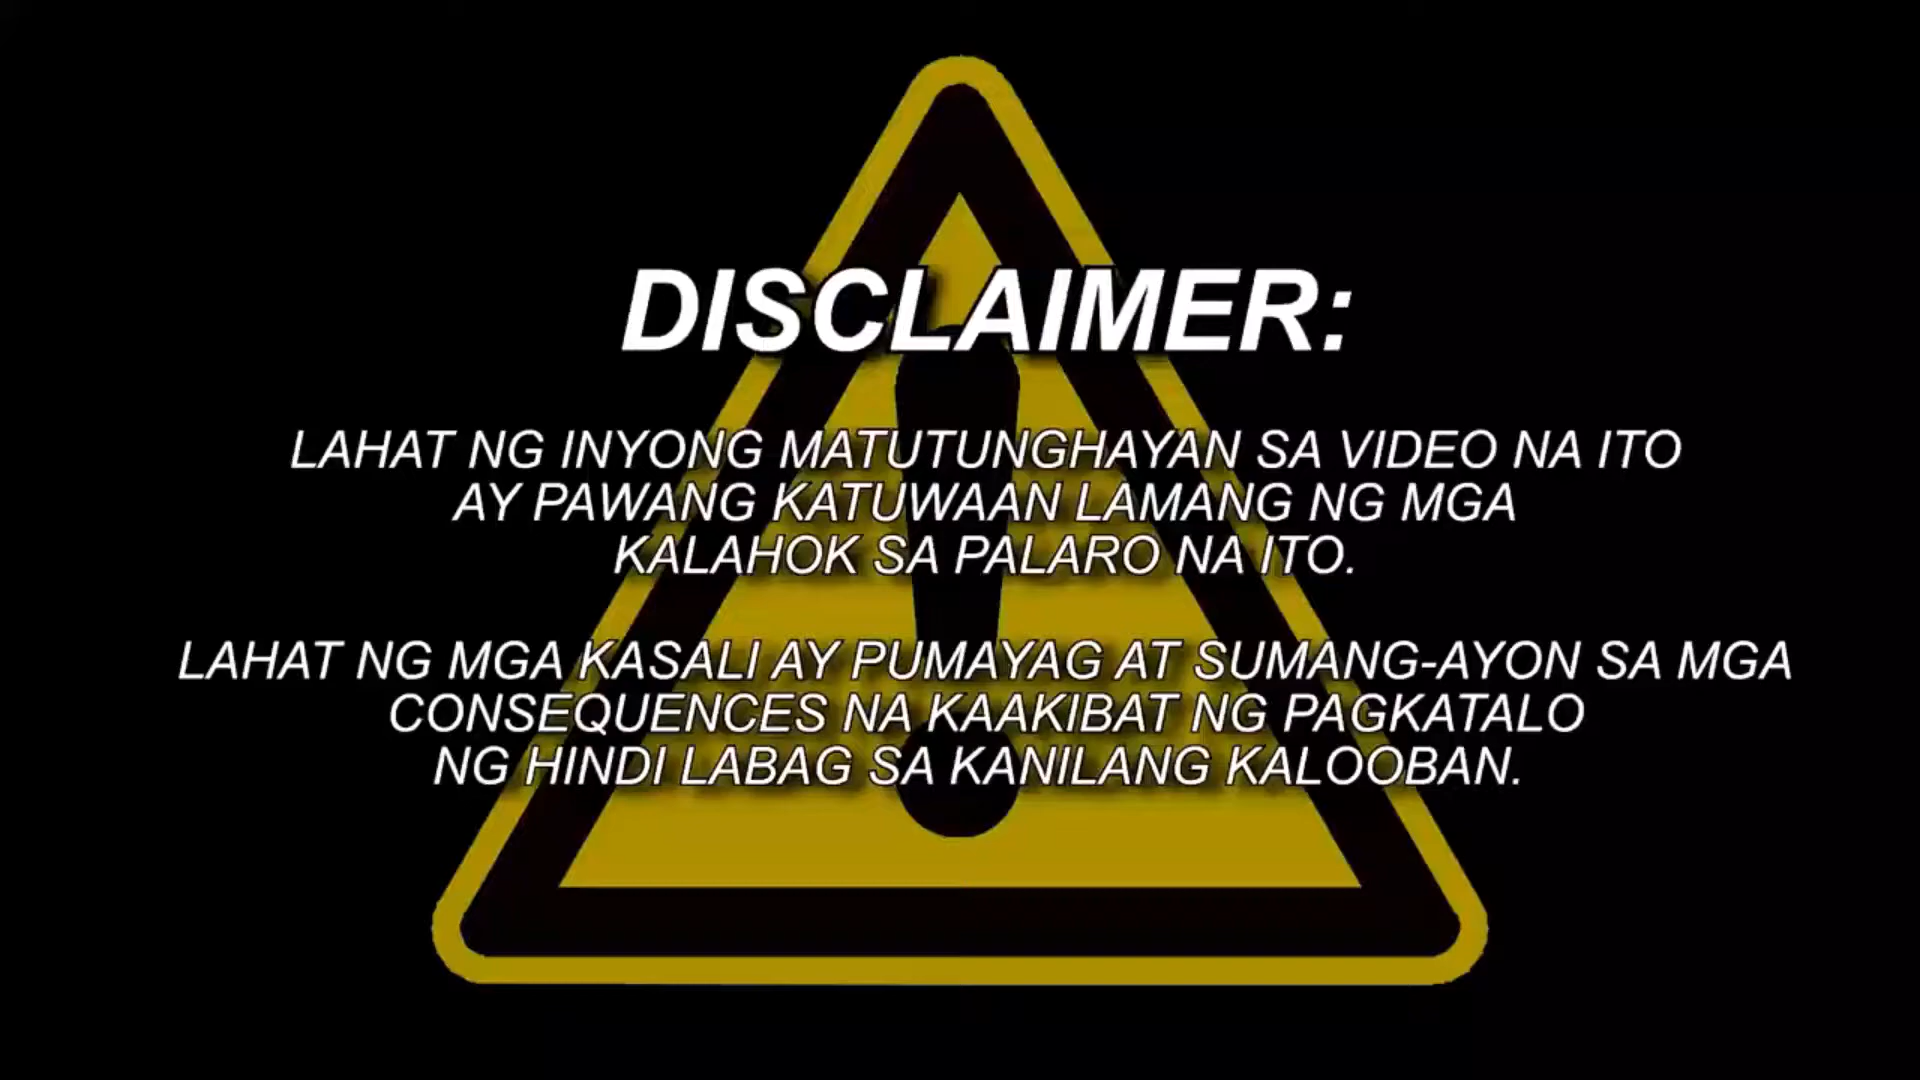 DISCLAIMER:
LAHAT NG INYONG MATUTUNGHAYAN SA VIDEO NA ITO
AY PAWANG KATUWAAN LAMANG NG MGA
KALAHOK SA PALARO NA ITO.
LAHAT NG MGA KASALI AY PUMAYAG AT SUMANG-AYON SA MGA
CONSEQUENCES NA KAAKIBAT NG PAGKATALO
NG HINDI LABAG SA KANILANG KALOOBAN.